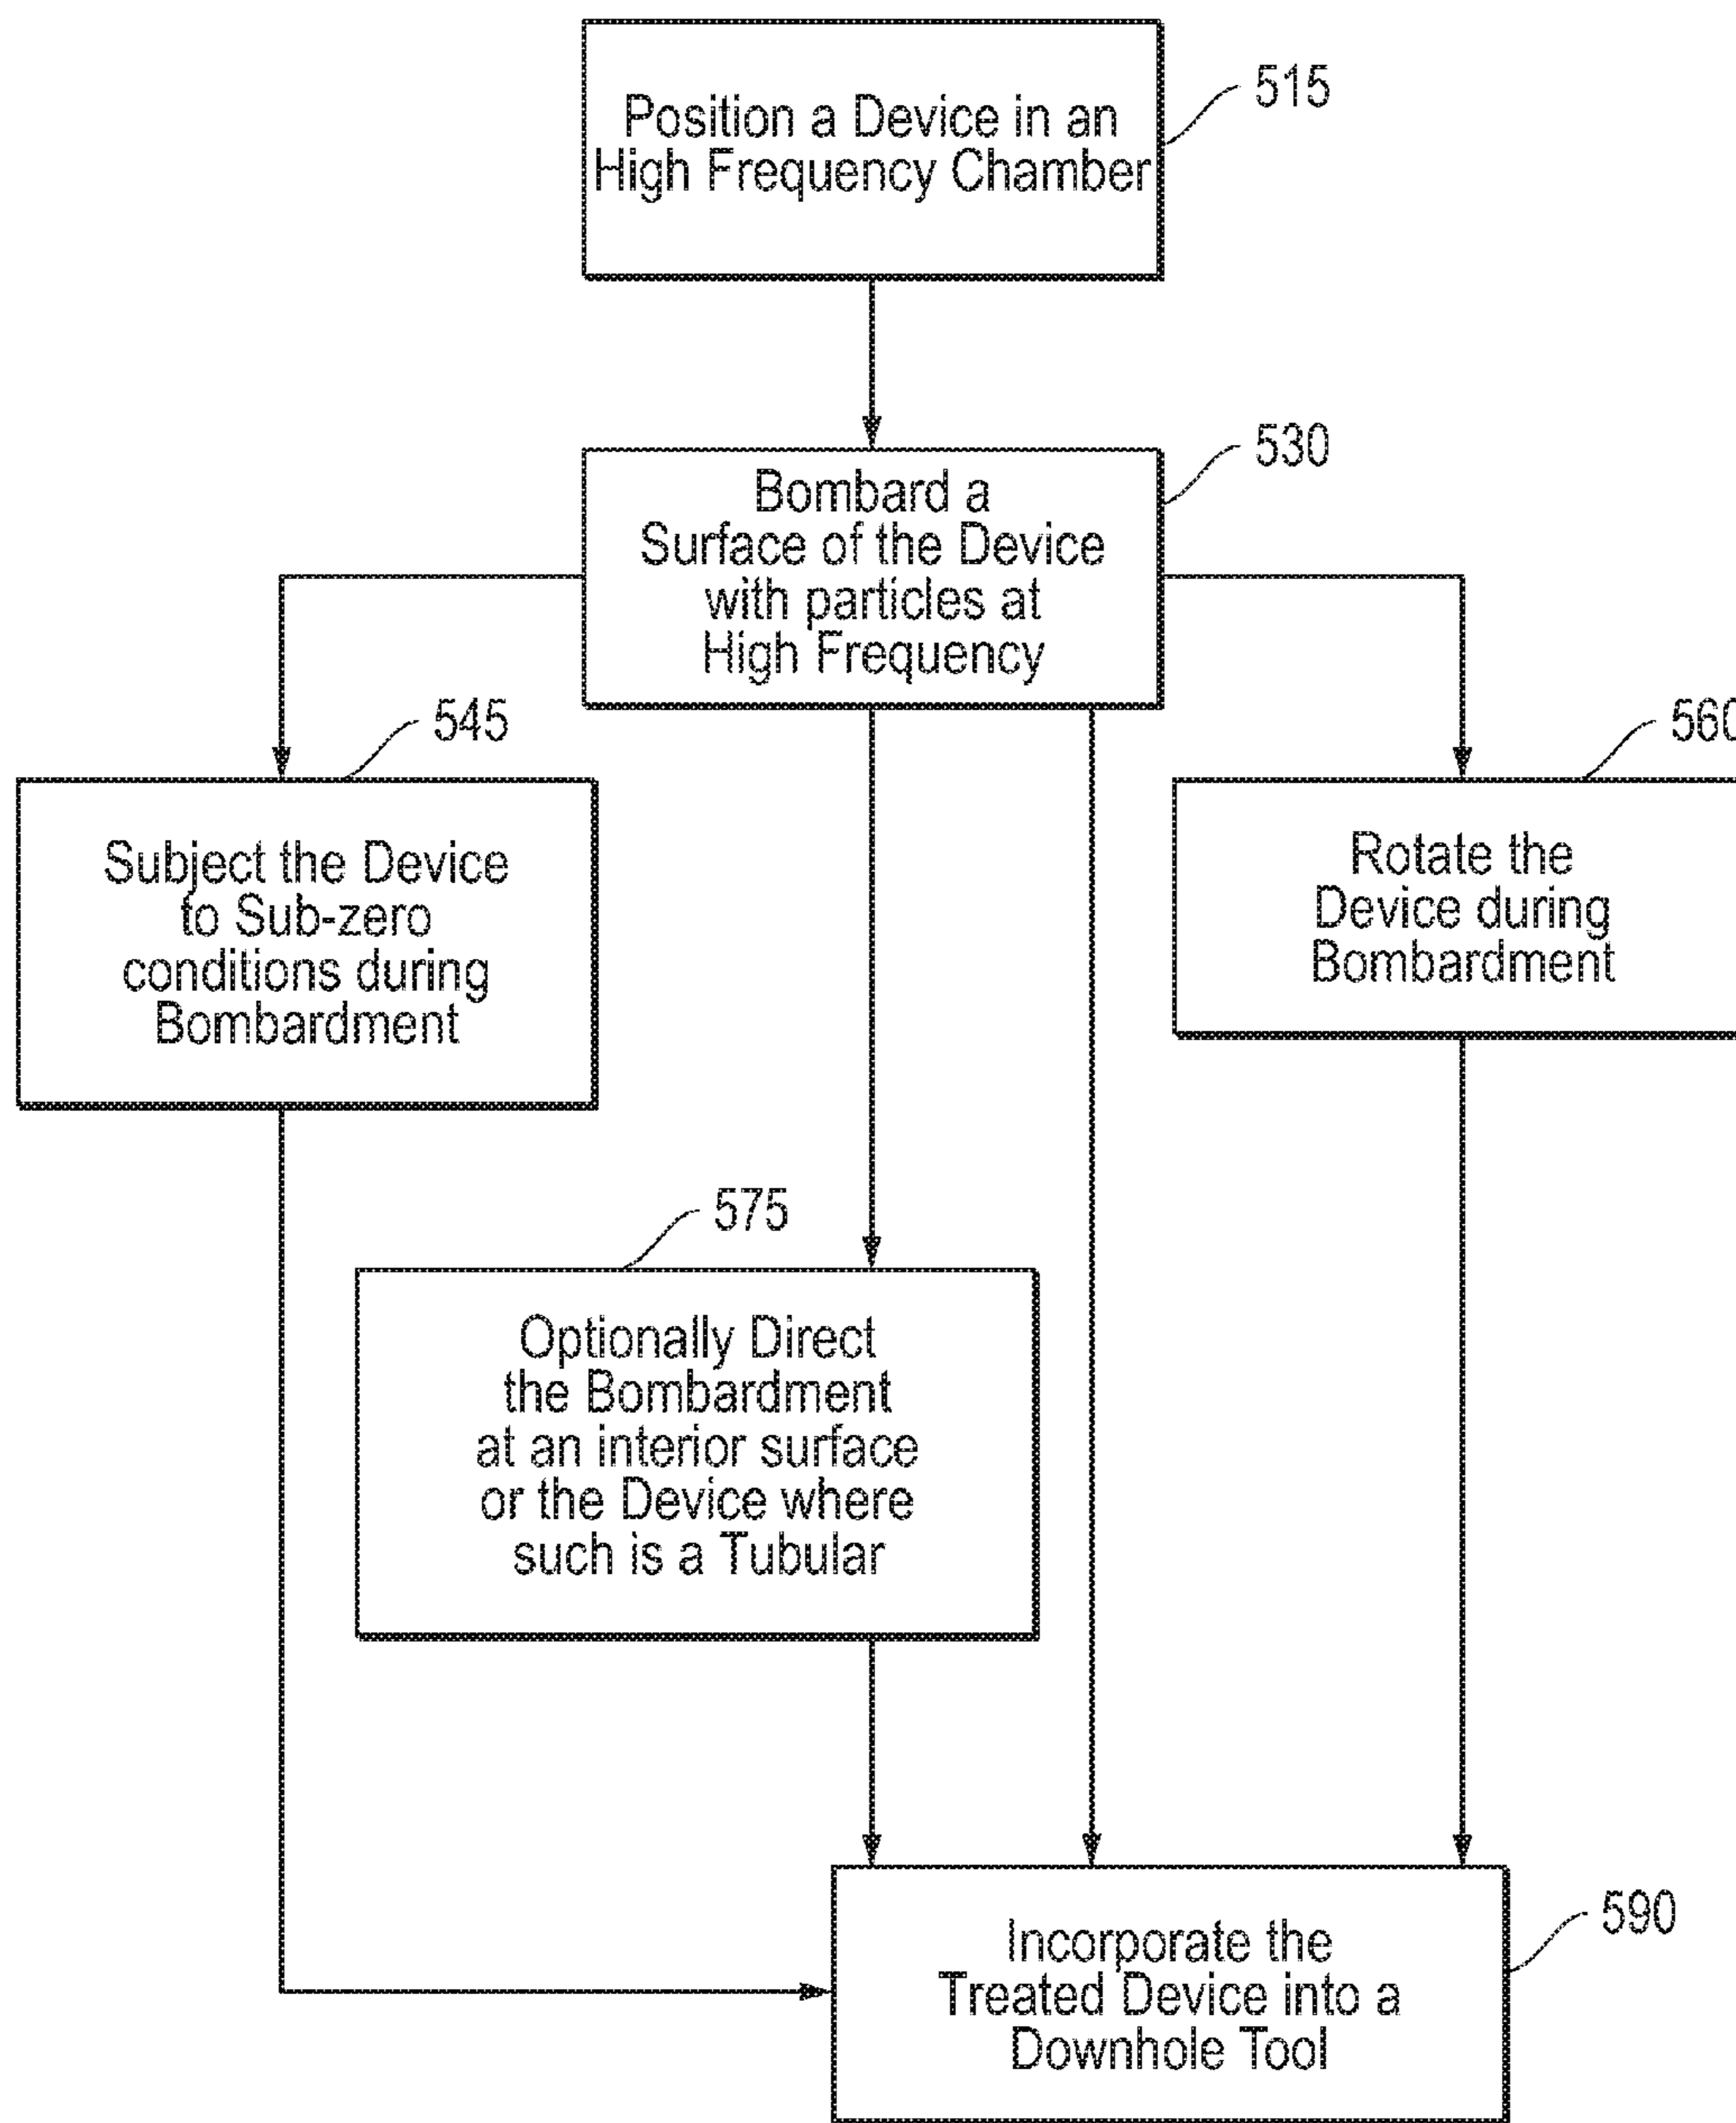 Position a Device in an
High Frequency Chamber
515
Bombard a
Surface of the Device
with particles at
High Frequency
530
545
Subject the Device
to Sub-zero
conditions during
Bombardment
560
Rotate the
Device during
Bombardment
575
Optionally Direct
the Bombardment
at an interior surface
or the Device where
such is a Tubular
590
Incorporate the
Treated Device into a
Downhole Tool